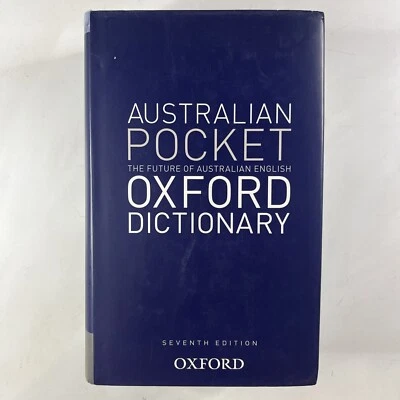 AUSTRALIAN
POCKET
THE FUTURE OF AUSTRALIAN ENGLISH
OXFORD
DICTIONARY
SEVENTH EDITION
OXFORD